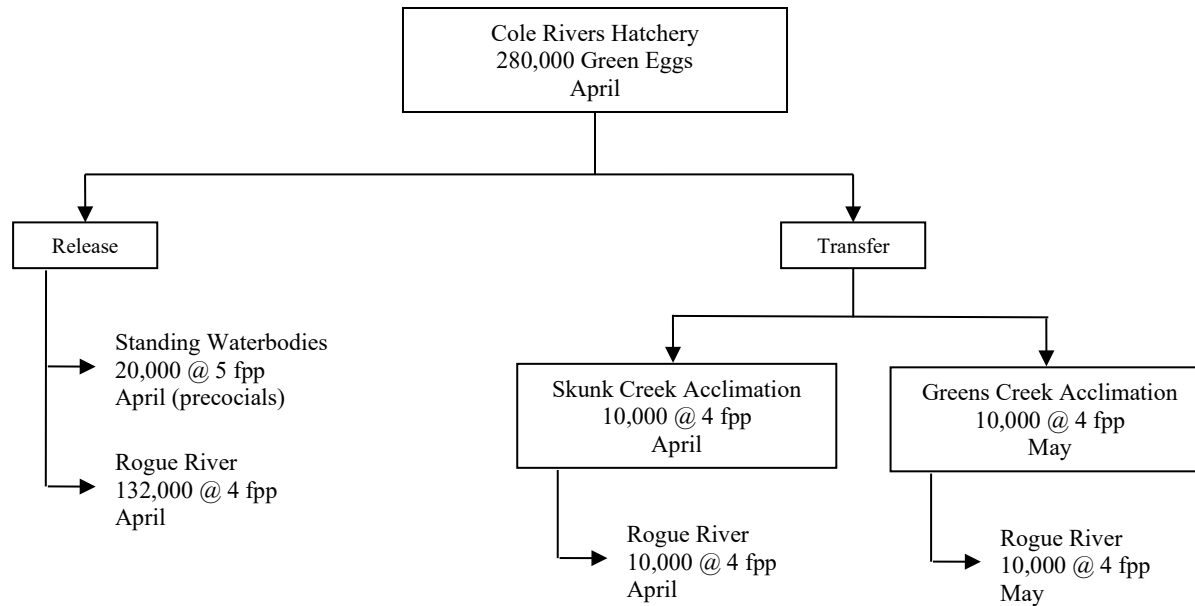 Cole Rivers Hatchery
280,000 Green Eggs
April
Release
Transfer
Standing Waterbodies
20,000 @ 5 fpp
April (precocials)
Rogue River
132,000 @ 4 fpp
April
Skunk Creek Acclimation
10,000 @ 4 fpp
April
Greens Creek Acclimation
10,000 @ 4 fpp
May
Rogue River
10,000 @ 4 fpp
April
Rogue River
10,000 @ 4 fpp
May